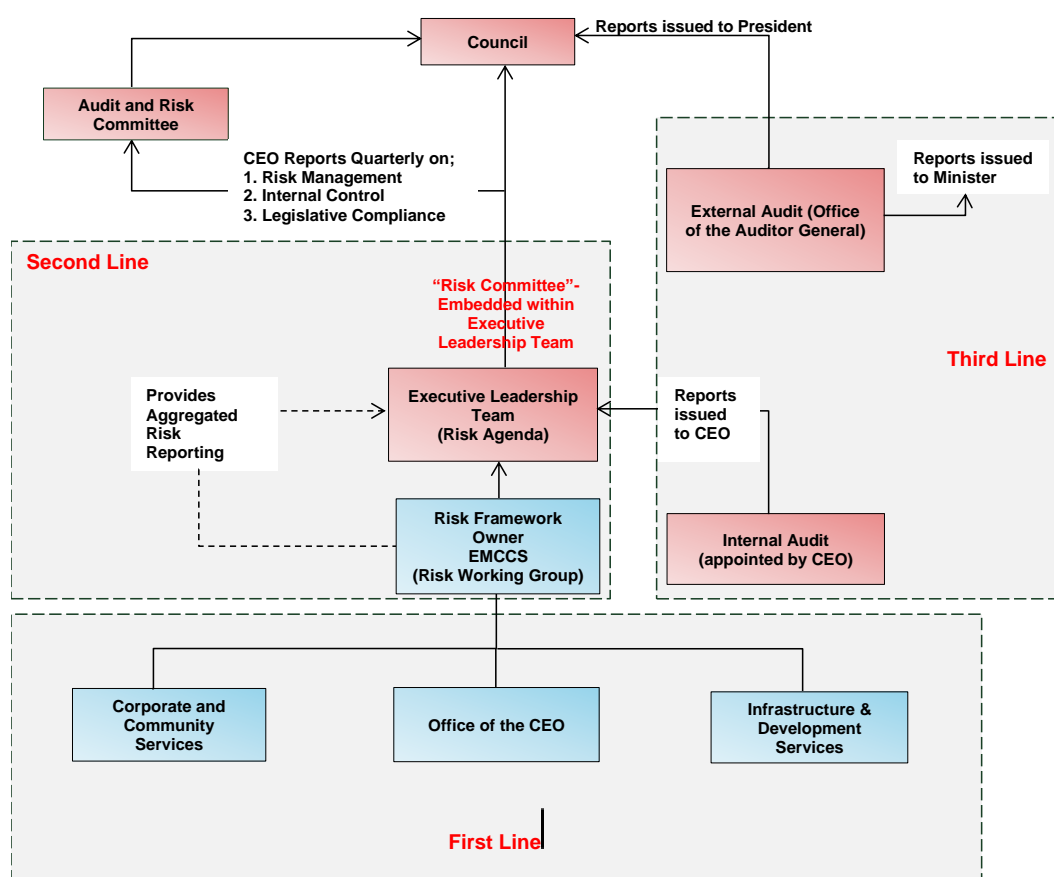 Reports issued to President
Council
Audit and Risk
Committee
CEO Reports Quarterly on;
1. Risk Management
2. Internal Control
3. Legislative Compliance
Reports issued
to Minister
External Audit (Office
of the Auditor General)
Second Line
“Risk Committee”-
Embedded within
Executive
Leadership Team
Third Line
Provides
Aggregated
Risk
Reporting
Executive Leadership
Team
(Risk Agenda)
Reports
issued
to CEO
Risk Framework
Owner
EMCCS
(Risk Working Group)
Internal Audit
(appointed by CEO)
Corporate and
Community
Services
Office of the CEO
Infrastructure &
Development
Services
First Line